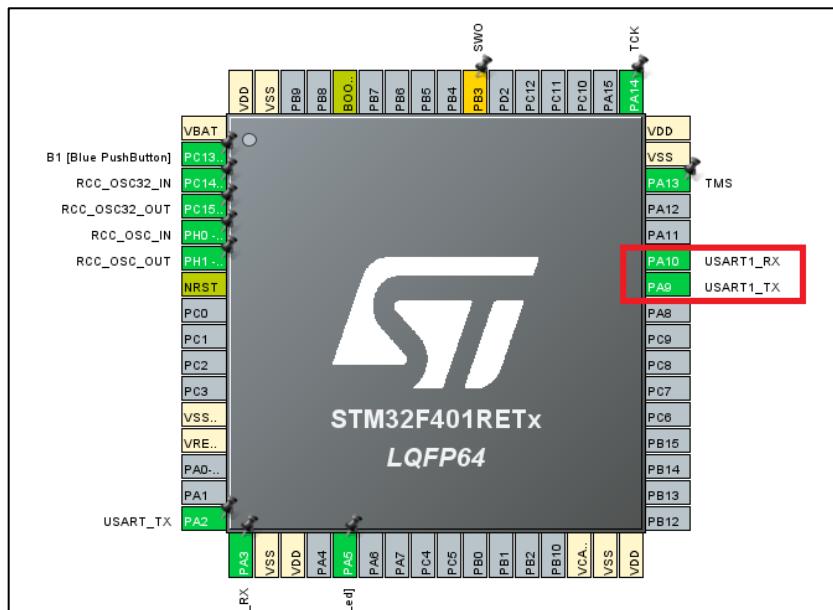 SWO
TCK
VDD
VSS
PB9
PB8
BOO..
PB7
PB6
PB5
PB4
PB3
PD2
PC12
PC11
PC10
PA15
PA14
VBAT
B1 [Blue PushButton] PC13..
RCC_OSC32_IN PC14..
RCC_OSC32_OUT PC15..
RCC_OSC_IN PH0 -..
RCC_OSC_OUT PH1 -..
NRST
PC0
PC1
PC2
PC3
VSS..
VRE..
PA0-..
PA1
USART_TX PA2
VDD
VSS
PA13 TMS
PA12
PA11
PA10 USART1_RX
PA9 USART1_TX
PA8
PC9
PC8
PC7
PC6
PB15
PB14
PB13
PB12
ST
STM32F401RETx
LQFP64
PA3
VSS
VDD
PA4
PA5
PA6
PA7
PC4
PC5
PB0
PB1
PB2
PB10
VCA..
VSS
VDD
_RX
_ed]